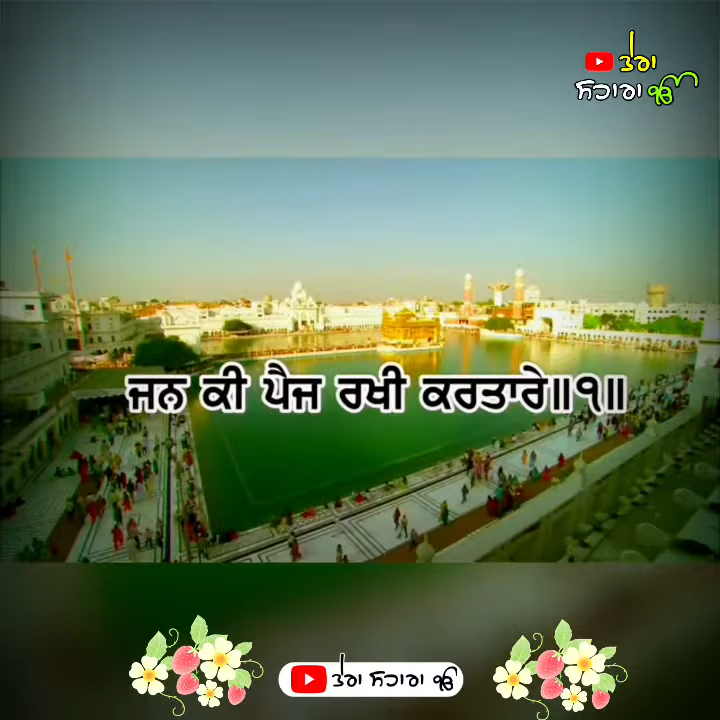 ਤੇਰਾ
ਸਹਾਰਾ ੴ
ਜਨ ਕੀ ਪੈਜ ਰਖੀ ਕਰਤਾਰੇ॥੧॥
ਤੇਰਾ ਸਹਾਰਾ ੴ